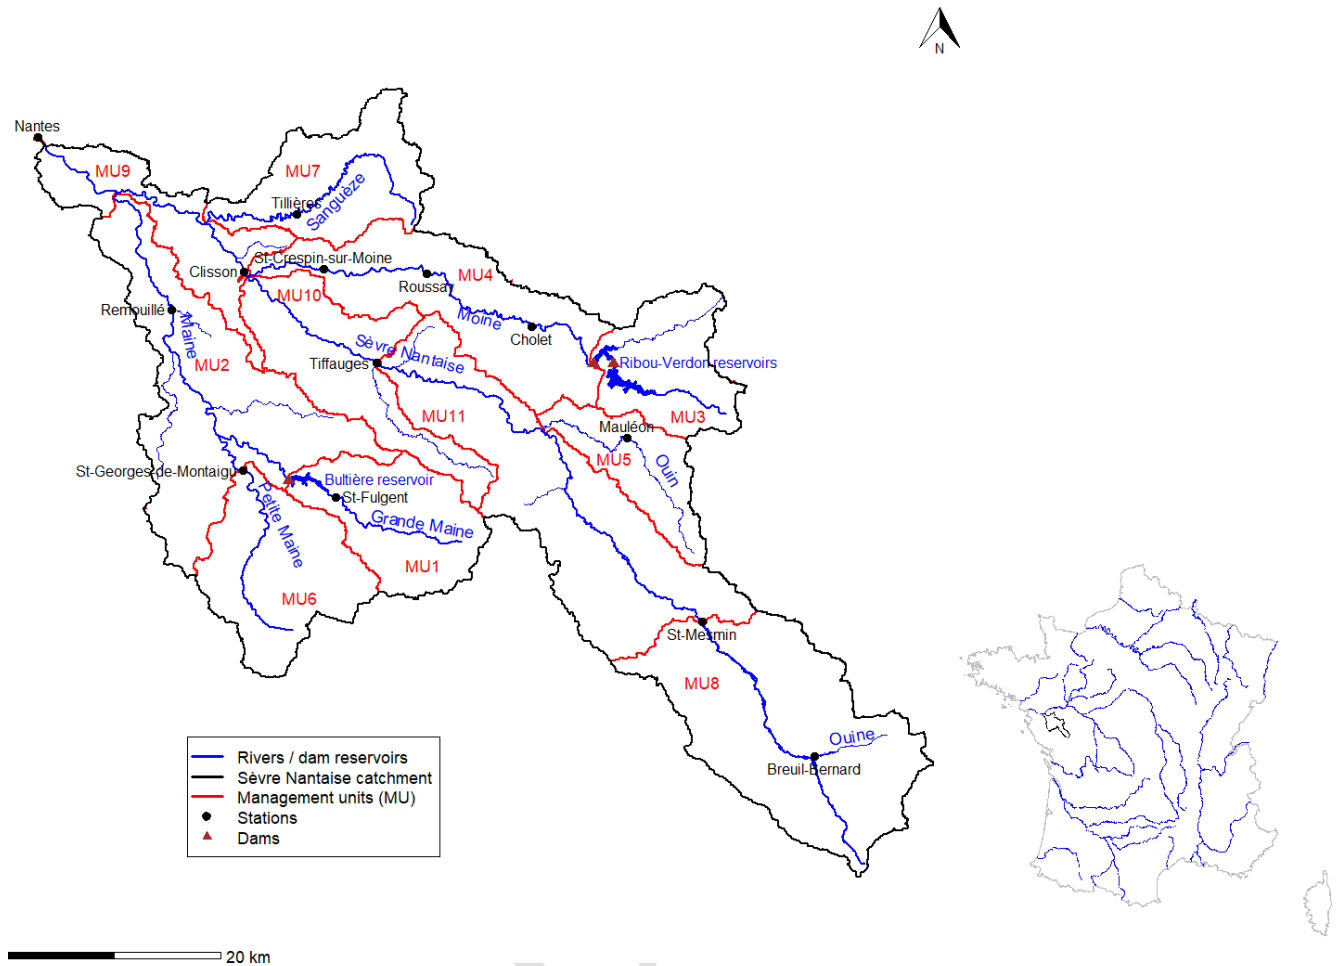 N
Nantes
MU9
MU7
Tillières
Sanguèze
St-Crespin-sur-Moine
Clisson
MU4
Roussay
MU10
Remouillé
Maine
Moine
Cholet
Sèvre Nantaise
Tiffauges
Ribou-Verdon reservoirs
MU2
MU11
MU3
Mauléon
MU5
Ouin
St-Georges-de-Montaigu
Bultière reservoir
St-Fulgent
Petite Maine
Grande Maine
MU1
MU6
St-Mesmin
MU8
Ouine
Breuil-Bernard
Rivers / dam reservoirs
Sèvre Nantaise catchment
Management units (MU)
Stations
Dams
20 km